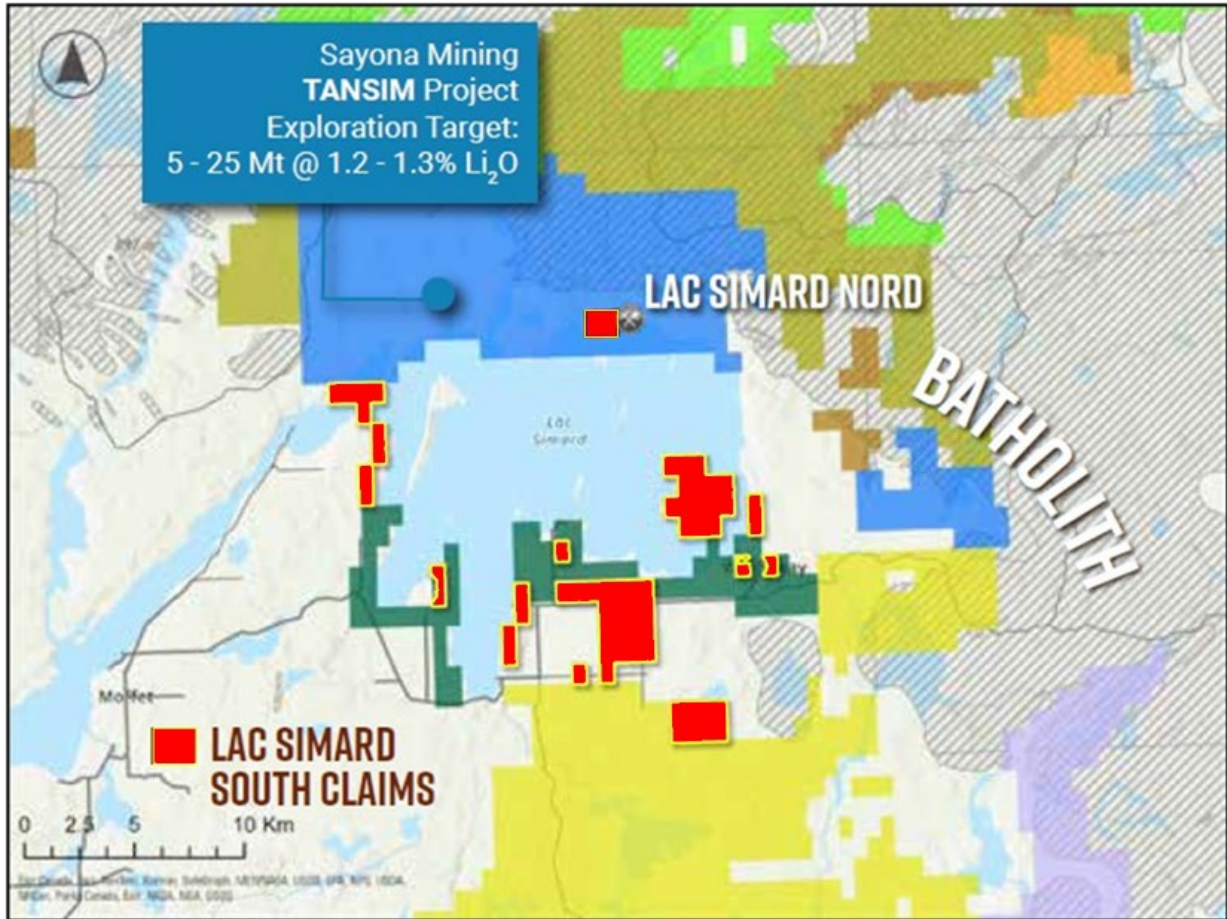 Sayona Mining
TANSIM Project
Exploration Target:
5 - 25 Mt @ 1.2 - 1.3% Li₂O
LAC SIMARD NORD
BATHOLITH
Lac
Simard
Moffet
LAC SIMARD
SOUTH CLAIMS
0 2.5 5 10 Km